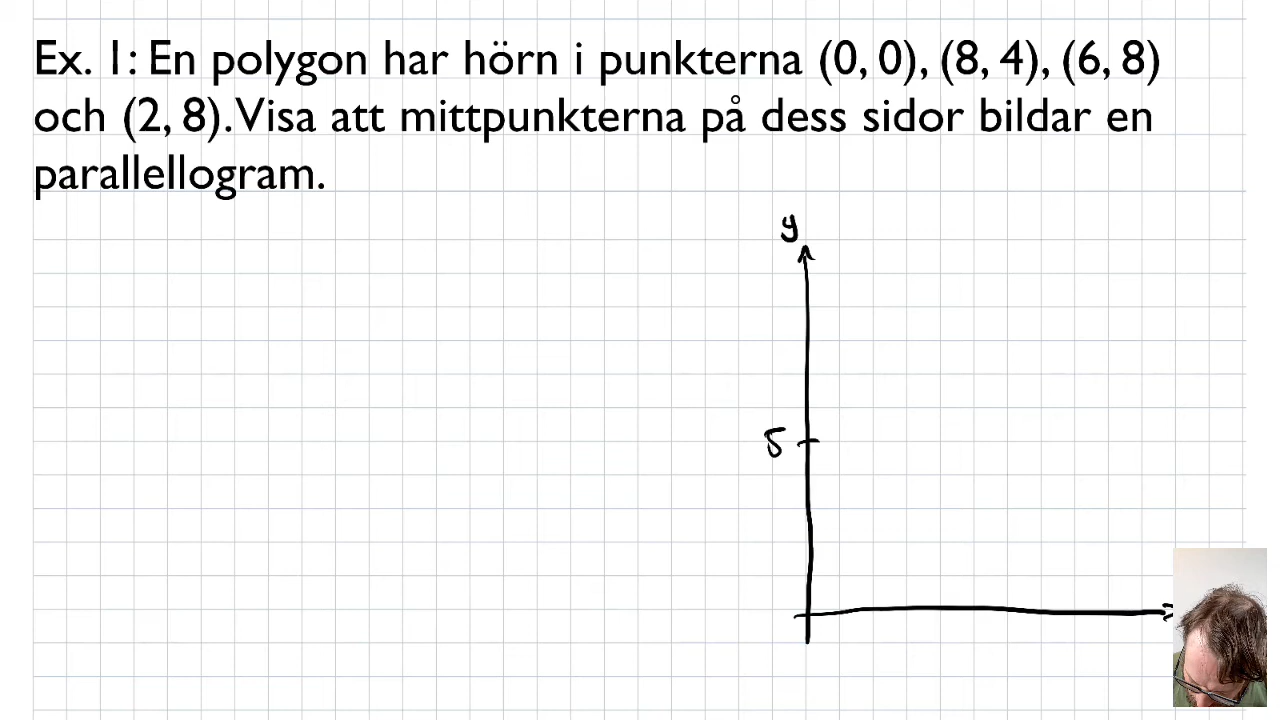 Ex. 1: En polygon har hörn i punkterna (0, 0), (8, 4), (6, 8)
och (2, 8). Visa att mittpunkterna på dess sidor bildar en
parallellogram.
y
5